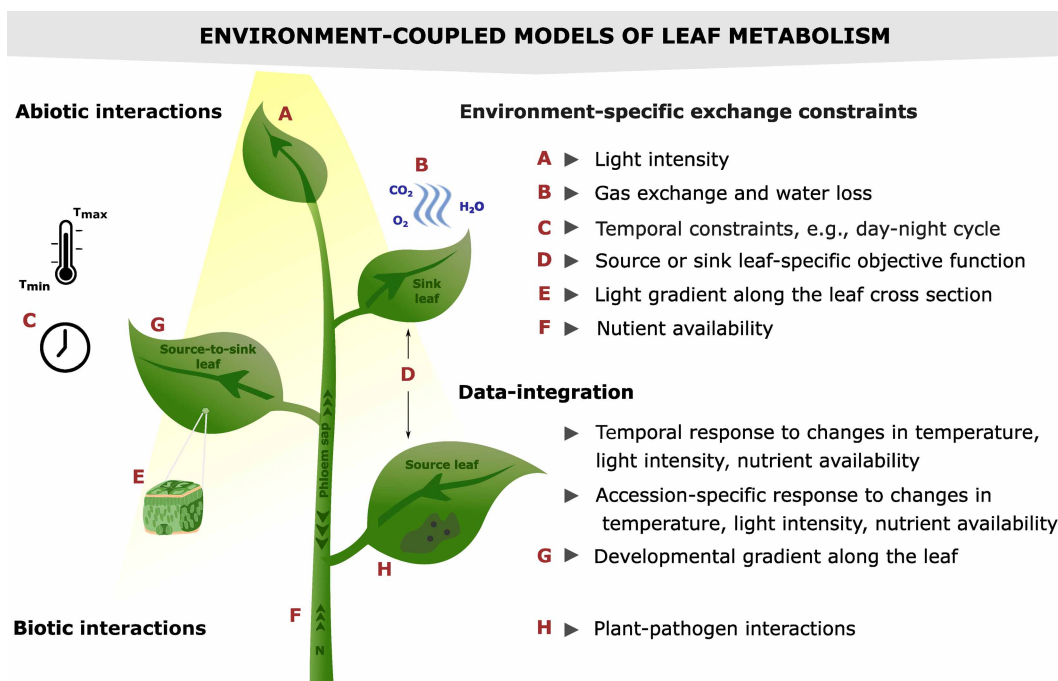 ENVIRONMENT-COUPLED MODELS OF LEAF METABOLISM
Abiotic interactions
A
B
CO2
O2
H2O
Tmax
Tmin
C
Sink
leaf
G
Source-to-sink
leaf
D
E
Phloem sap
Source leaf
H
F
N
Biotic interactions
Environment-specific exchange constraints
A Light intensity
B Gas exchange and water loss
C Temporal constraints, e.g., day-night cycle
D Source or sink leaf-specific objective function
E Light gradient along the leaf cross section
F Nutient availability
Data-integration
Temporal response to changes in temperature,
light intensity, nutrient availability
Accession-specific response to changes in
temperature, light intensity, nutrient availability
G Developmental gradient along the leaf
H Plant-pathogen interactions